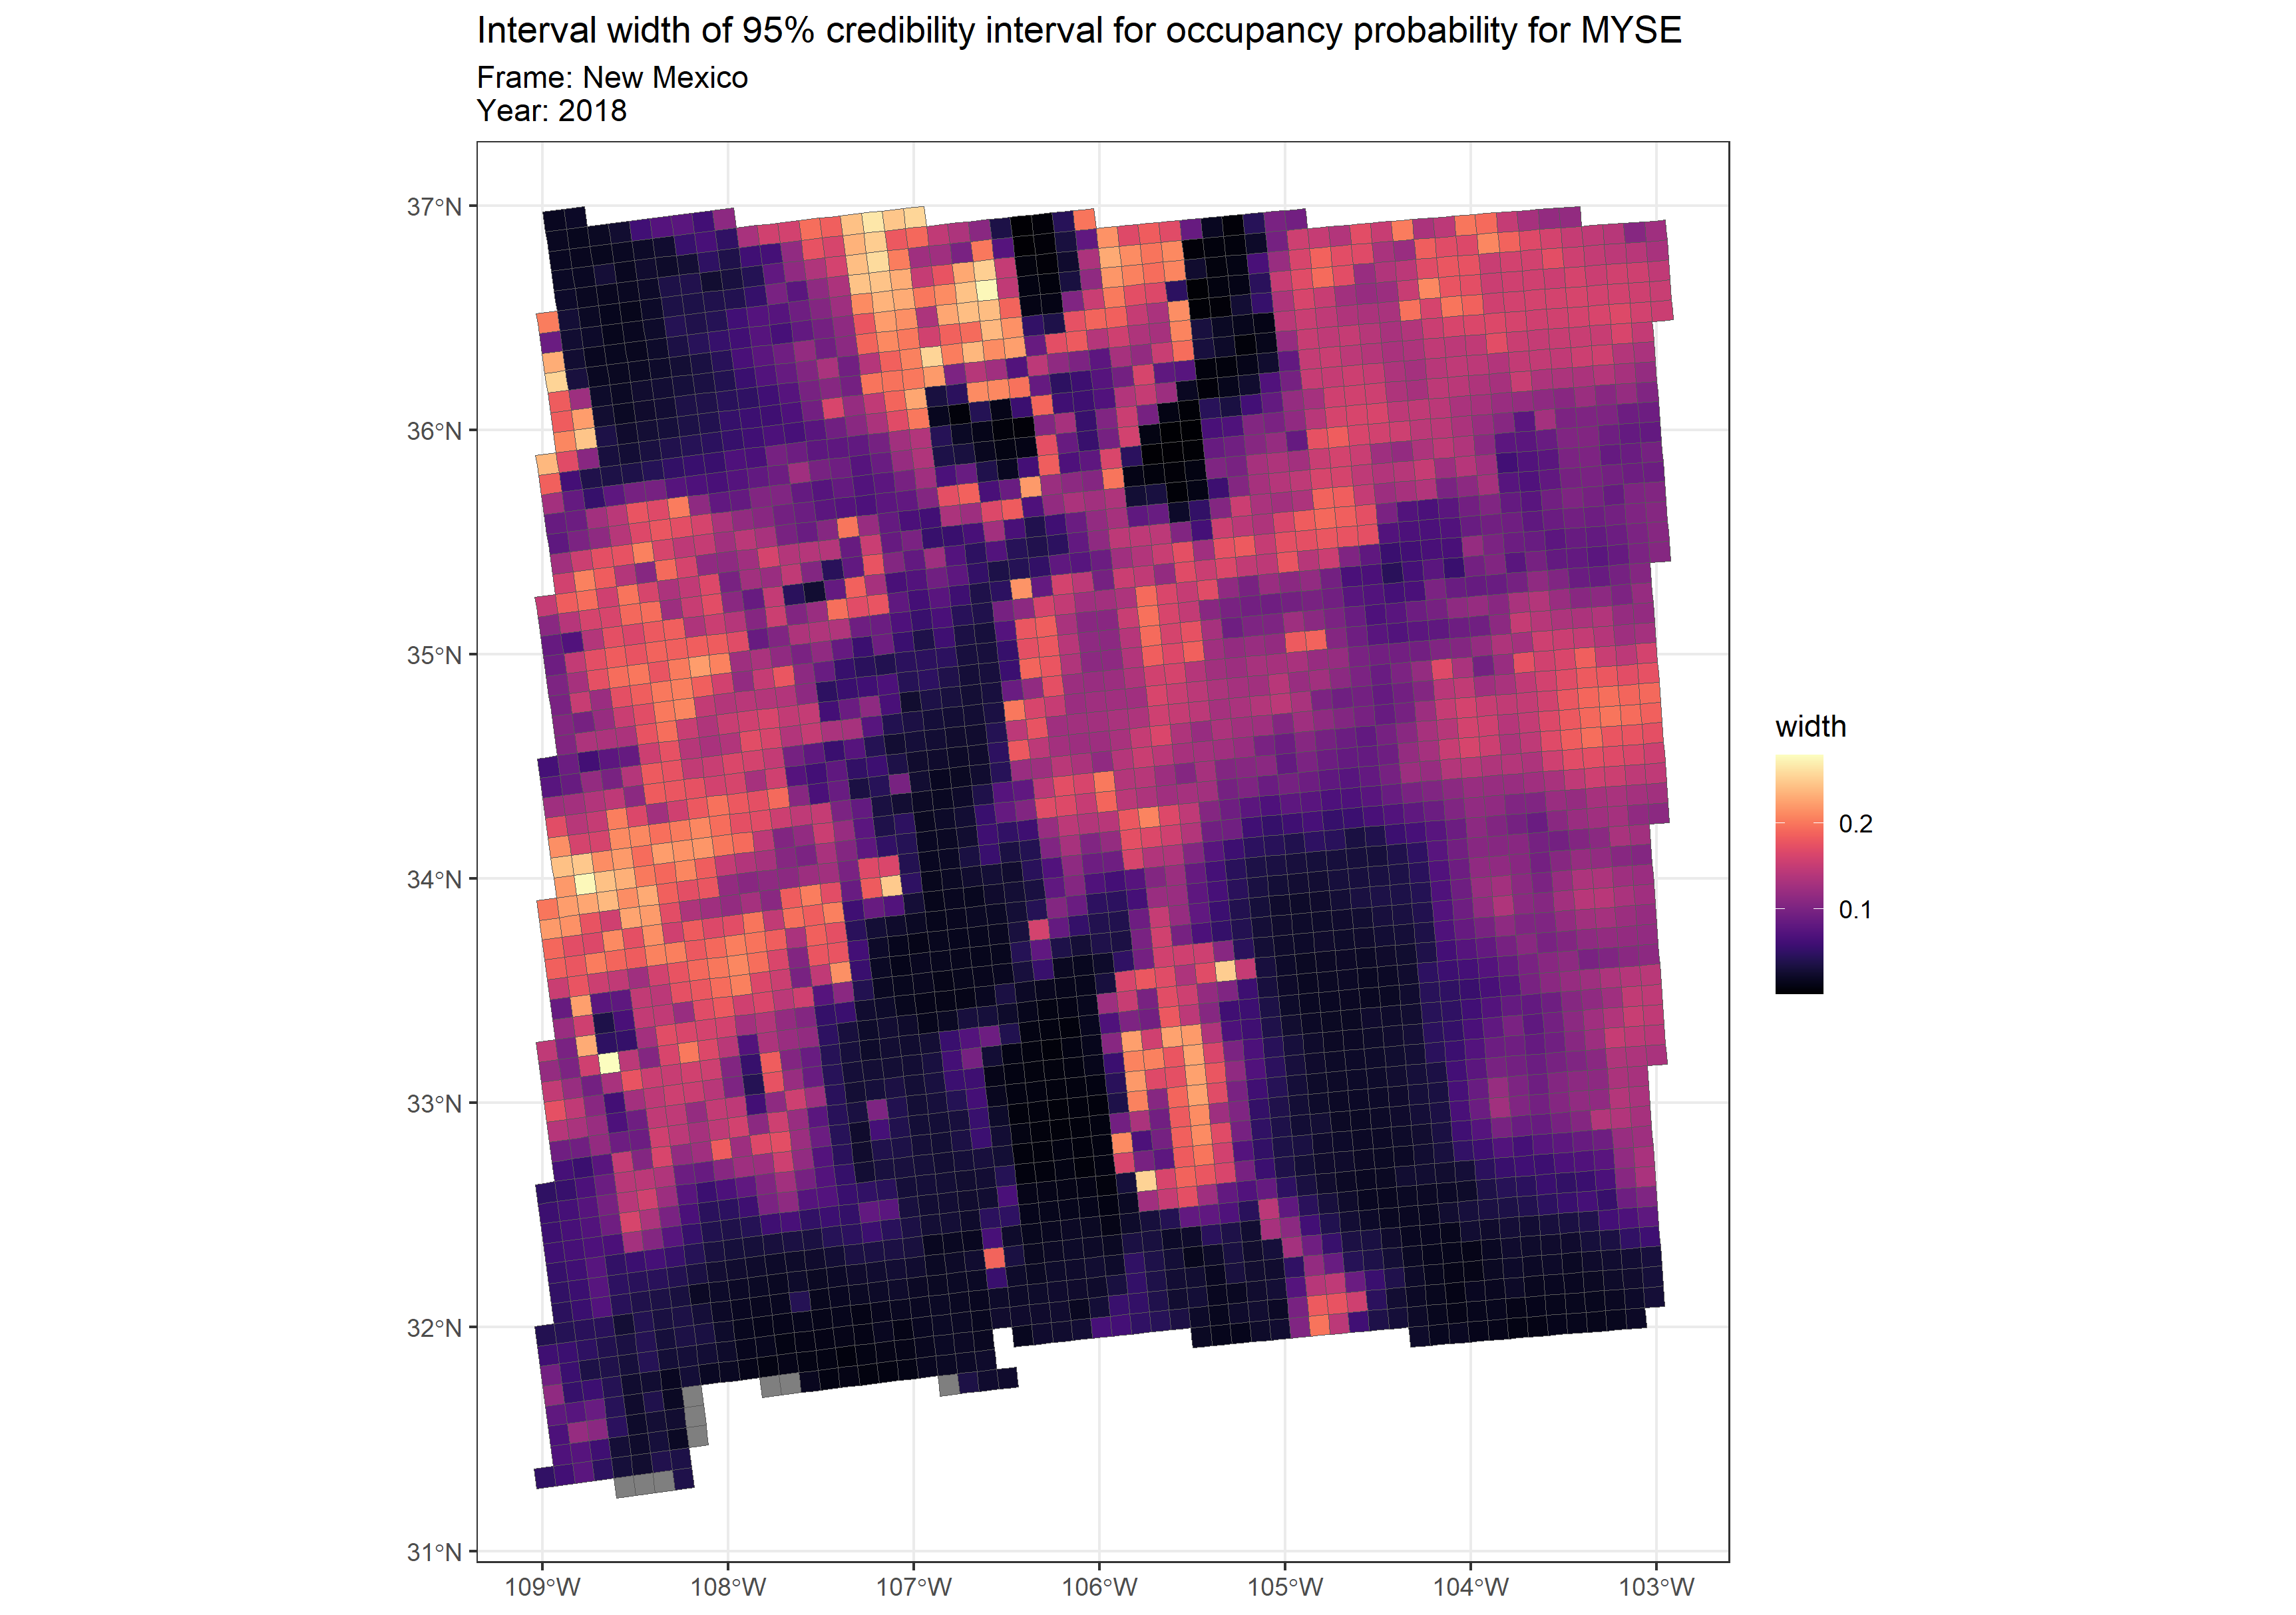 Interval width of 95% credibility interval for occupancy probability for MYSE
Frame: New Mexico
Year: 2018
37°N
36°N
35°N
34°N
33°N
32°N
31°N
109°W
108°W
107°W
106°W
105°W
104°W
103°W
width
0.2
0.1